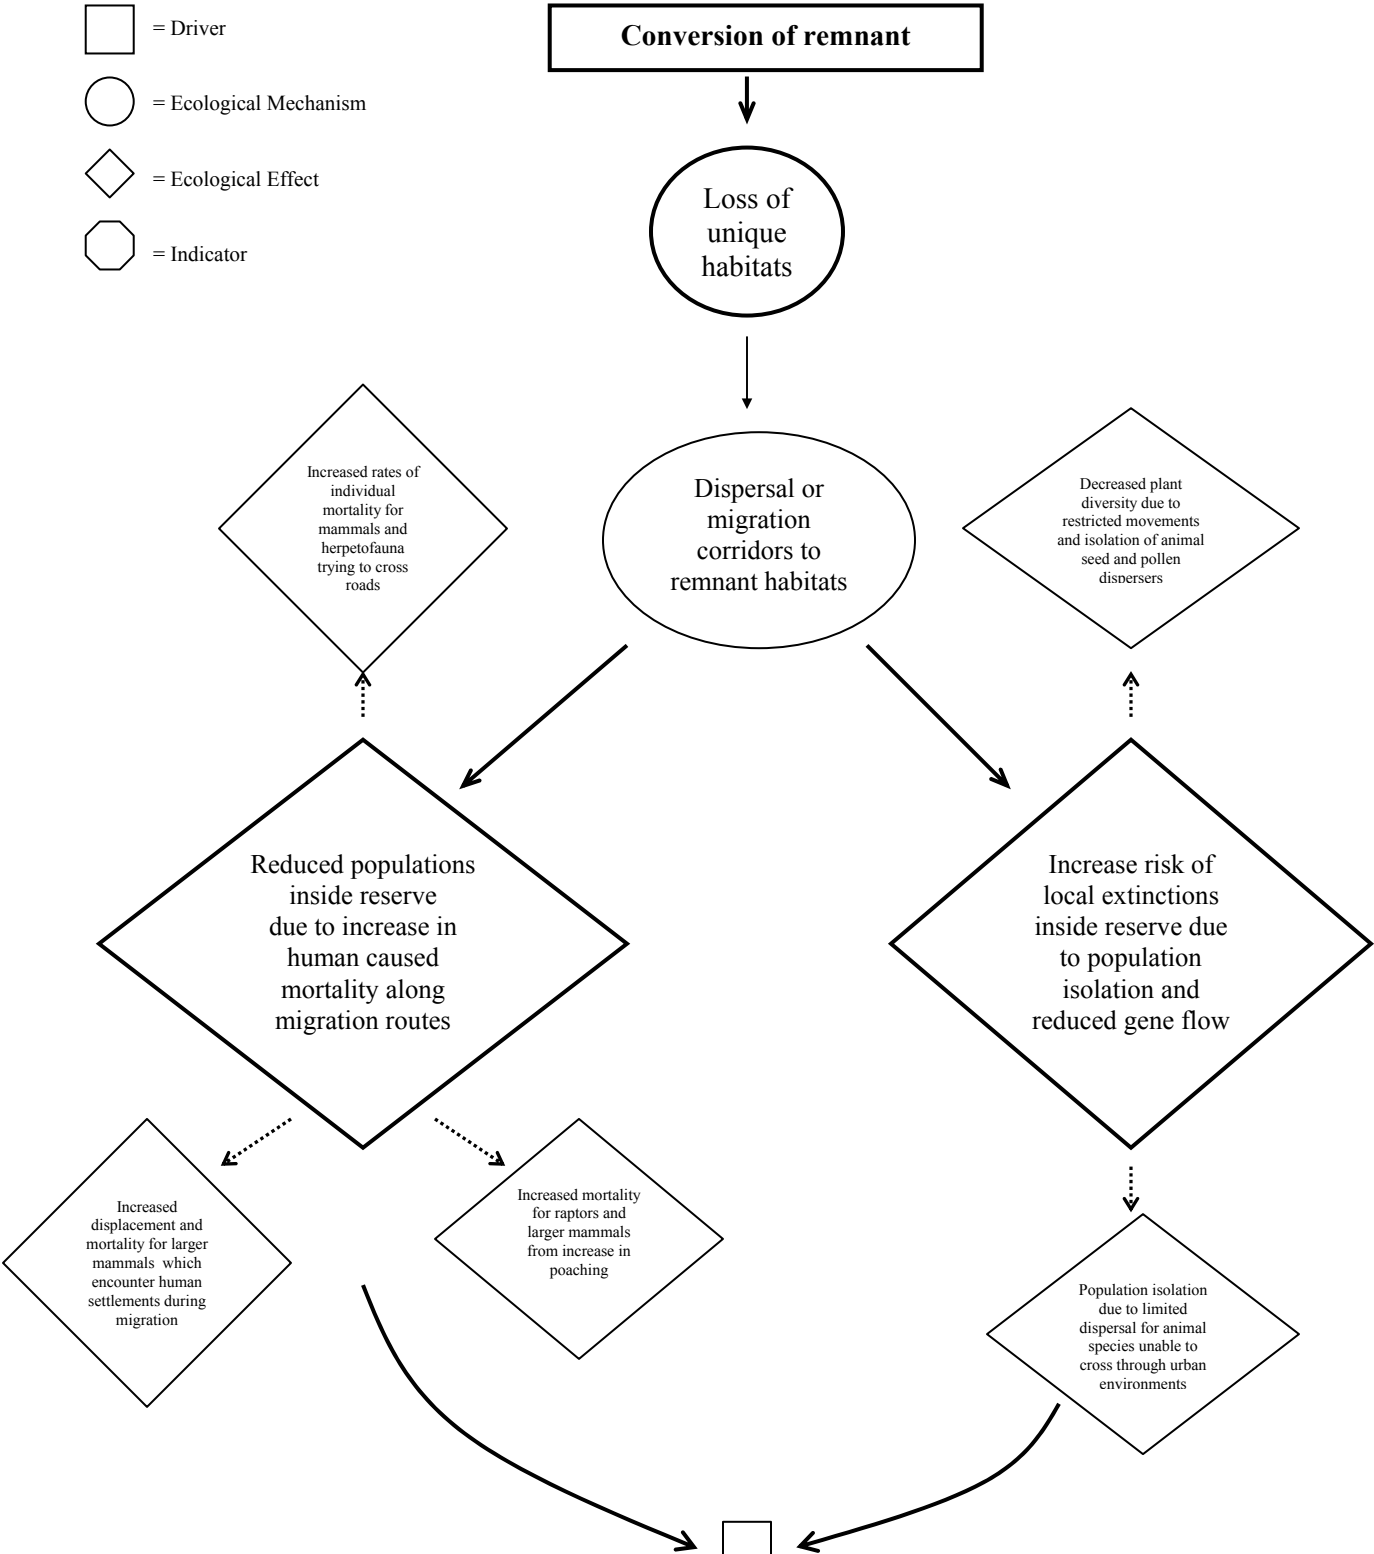 = Driver
= Ecological Mechanism
= Ecological Effect
= Indicator
Conversion of remnant
Loss of
unique
habitats
Increased rates of
individual
mortality for
mammals and
herpetofauna
trying to cross
roads
Dispersal or
migration
corridors to
remnant habitats
Decreased plant
diversity due to
restricted movements
and isolation of animal
seed and pollen
dispersers
Reduced populations
inside reserve
due to increase in
human caused
mortality along
migration routes
Increase risk of
local extinctions
inside reserve due
to population
isolation and
reduced gene flow
Increased
displacement and
mortality for larger
mammals which
encounter human
settlements during
migration
Increased mortality
for raptors and
larger mammals
from increase in
poaching
Population isolation
due to limited
dispersal for animal
species unable to
cross through urban
environments